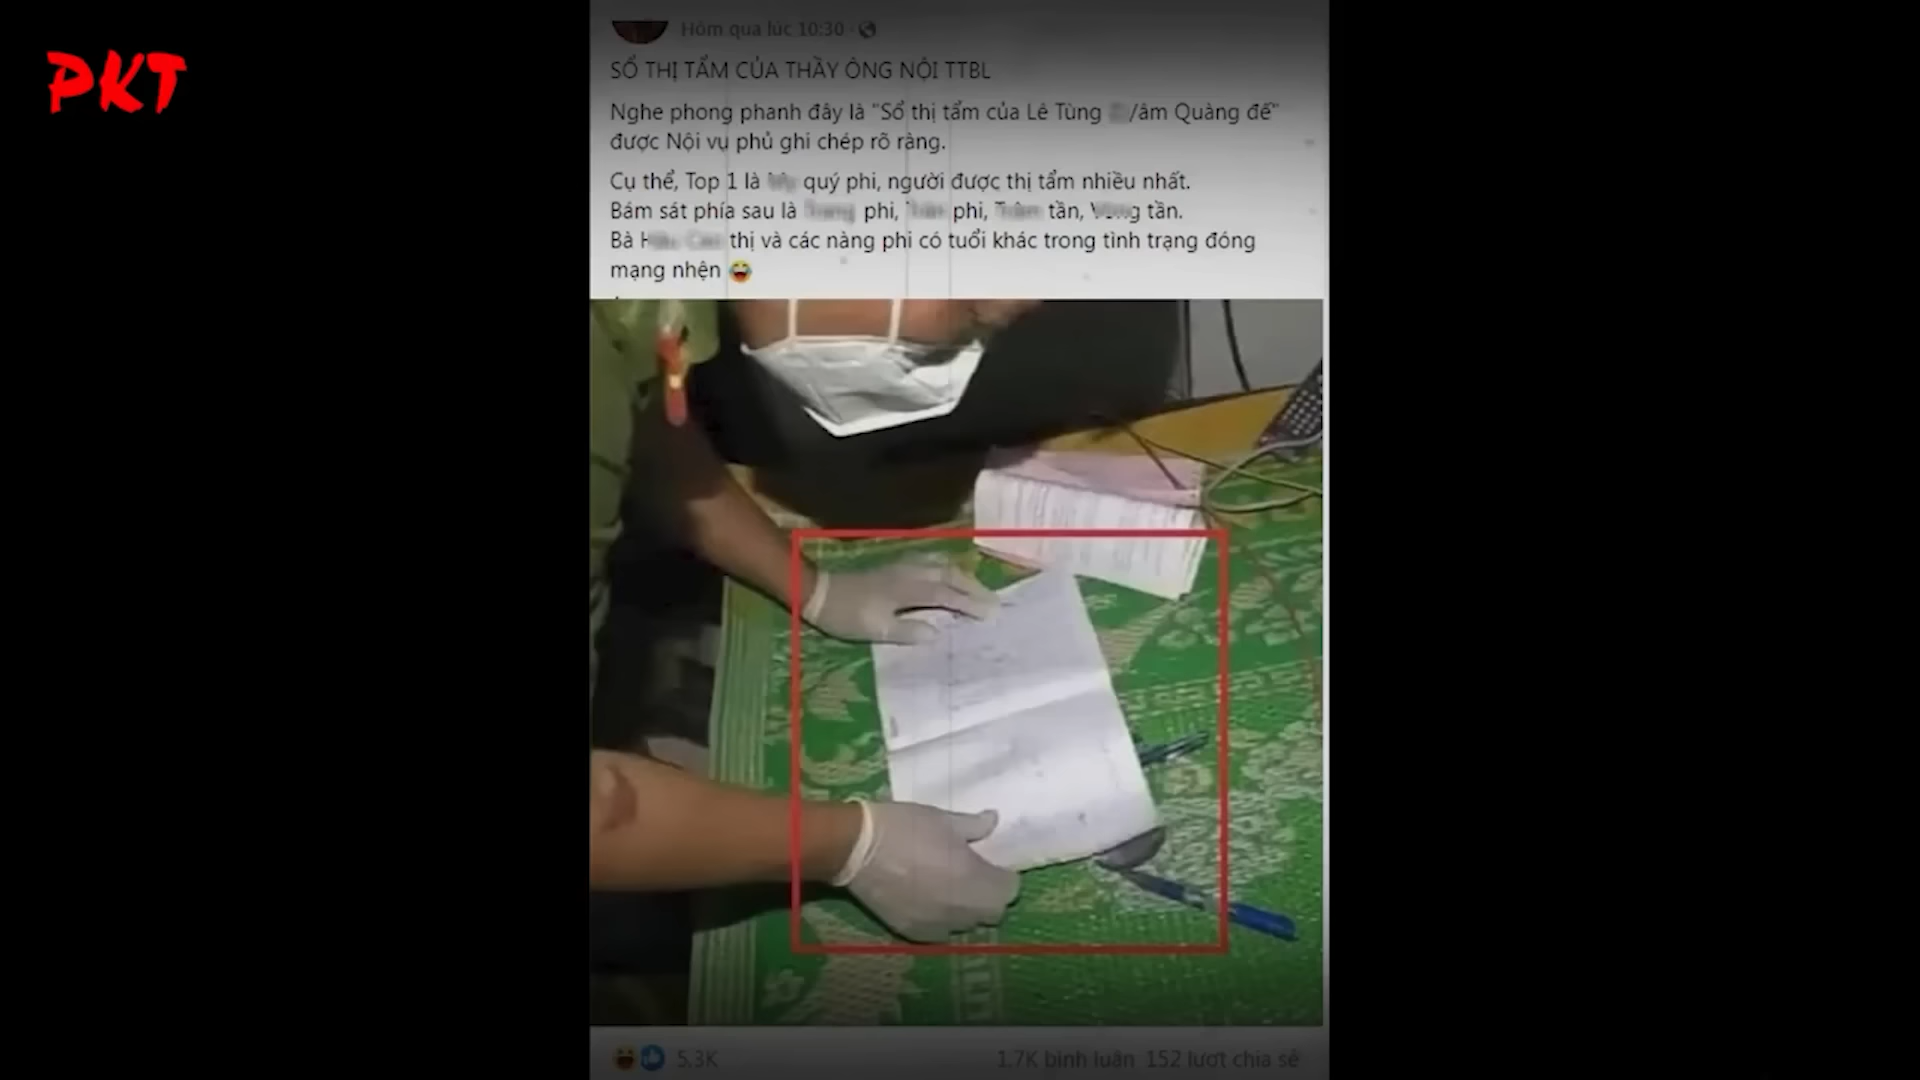 PKT
Hôm qua lúc 10:30
SỔ THỊ TẨM CỦA THẦY ÔNG NỘI TTBL
Nghe phong phanh đây là "Sổ thị tẩm của Lê Tùng /âm Quàng đế"
được Nội vụ phủ ghi chép rõ ràng.
Cụ thể, Top 1 là quý phi, người được thị tẩm nhiều nhất.
Bám sát phía sau là phi, phi, tần, tần.
Bà thị và các nàng phi có tuổi khác trong tình trạng đóng
mạng nhện
5,3K
1,7K bình luận 152 lượt chia sẻ